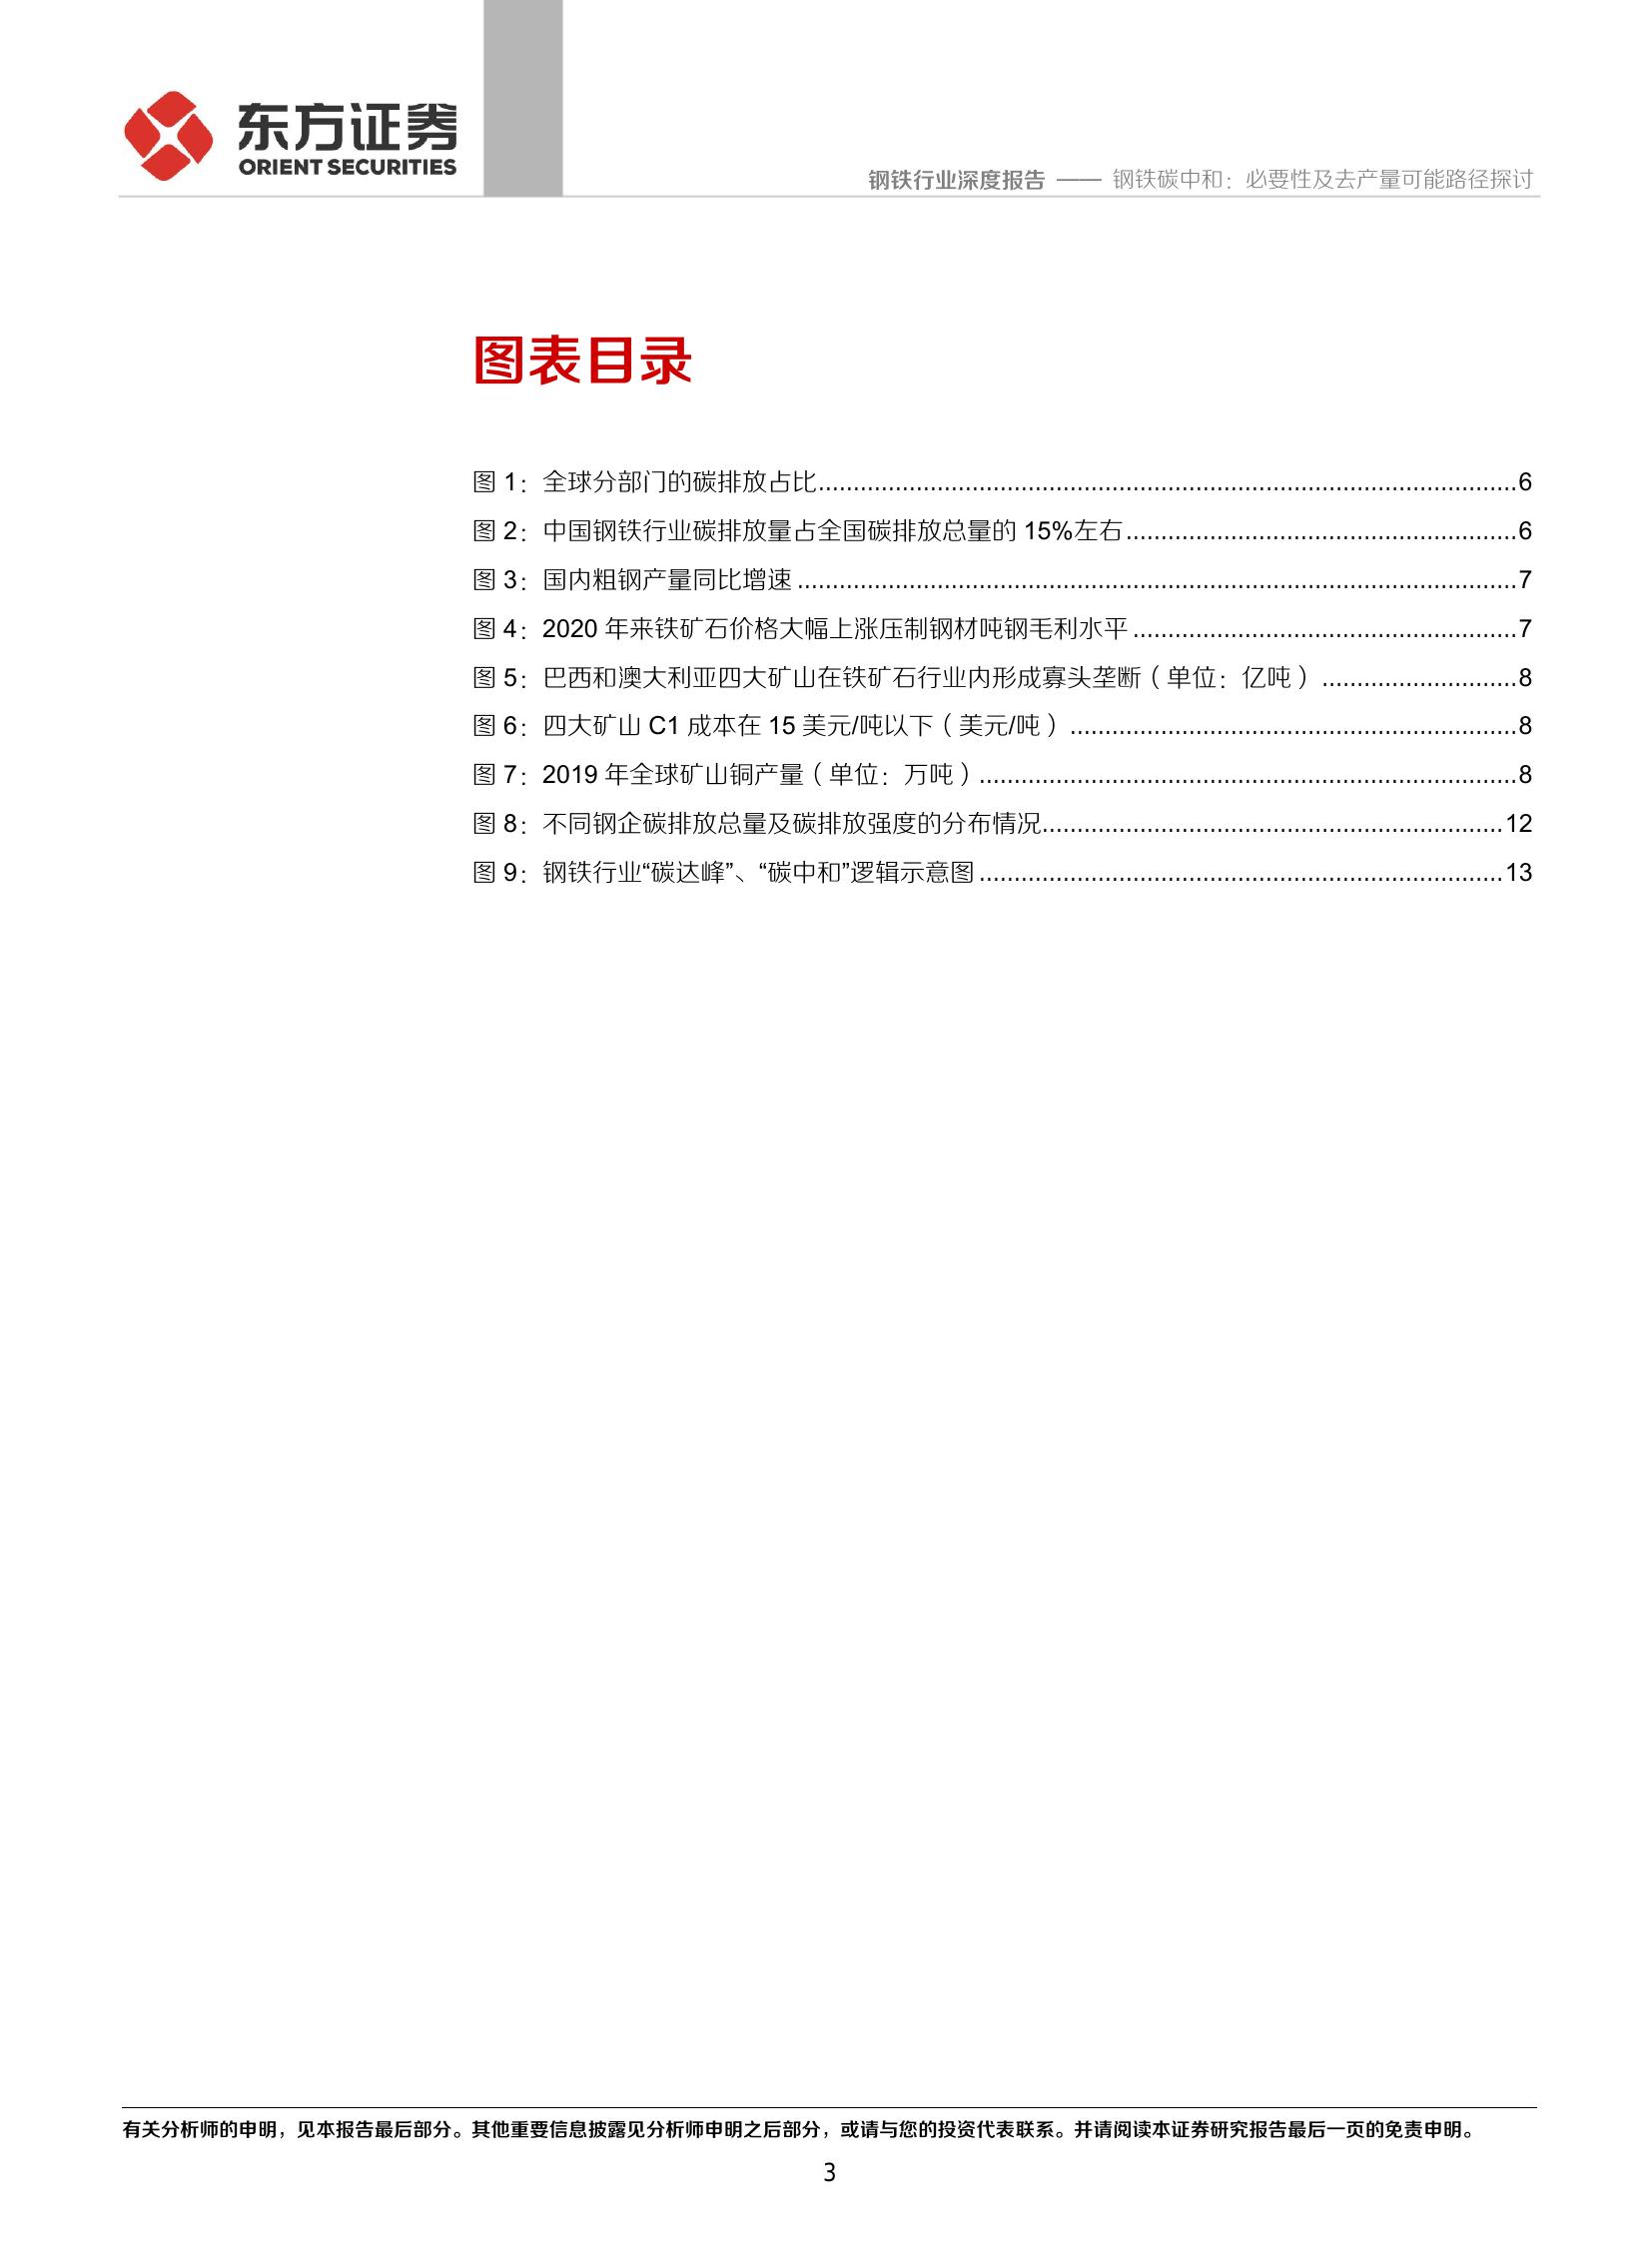 东方证券
ORIENT SECURITIES
钢铁行业深度报告 —— 钢铁碳中和：必要性及去产量可能路径探讨
图表目录
图 1：全球分部门的碳排放占比....................................................................................................6
图 2：中国钢铁行业碳排放量占全国碳排放总量的 15%左右........................................................6
图 3：国内粗钢产量同比增速.......................................................................................................7
图 4：2020 年来铁矿石价格大幅上涨压制钢材吨钢毛利水平.......................................................7
图 5：巴西和澳大利亚四大矿山在铁矿石行业内形成寡头垄断（单位：亿吨）............................8
图 6：四大矿山 C1 成本在 15 美元/吨以下（美元/吨）................................................................8
图 7：2019 年全球矿山铜产量（单位：万吨）.............................................................................8
图 8：不同钢企碳排放总量及碳排放强度的分布情况..................................................................12
图 9：钢铁行业“碳达峰”、“碳中和”逻辑示意图...........................................................................13
有关分析师的申明，见本报告最后部分。其他重要信息披露见分析师申明之后部分，或请与您的投资代表联系。并请阅读本证券研究报告最后一页的免责申明。
3